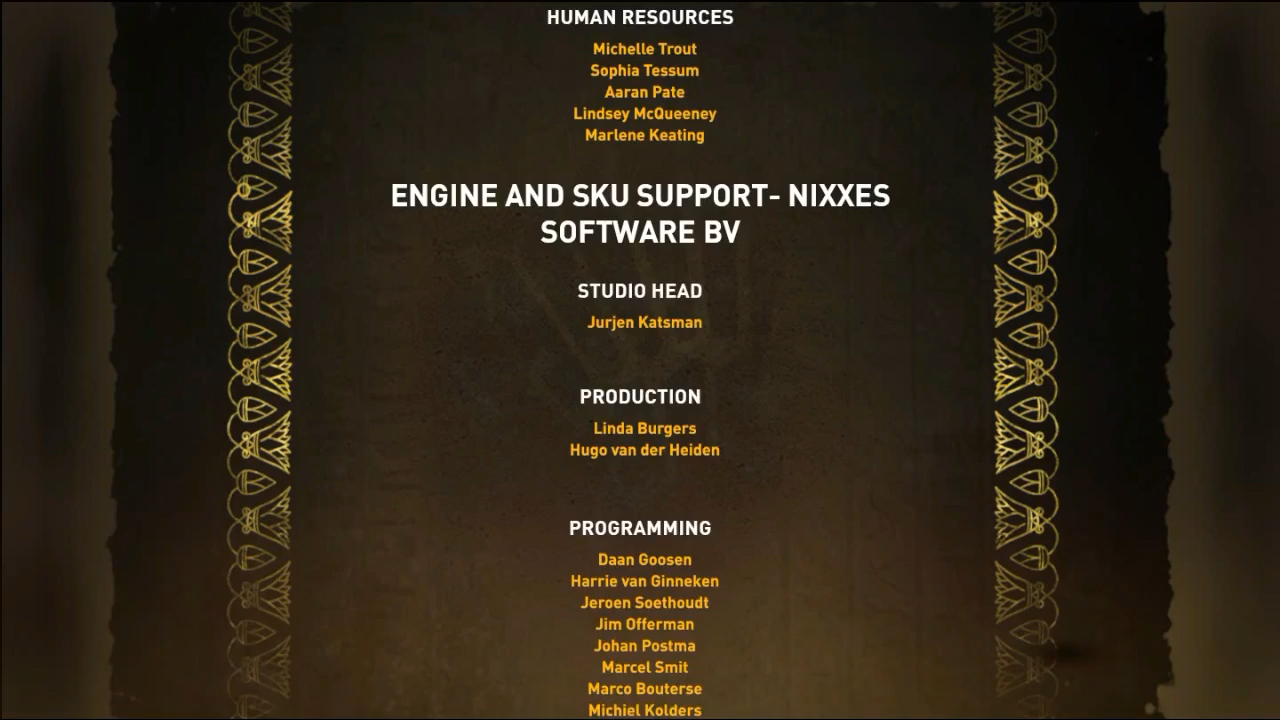 HUMAN RESOURCES
Michelle Trout
Sophia Tessum
Aaran Pate
Lindsey McQueeney
Marlene Keating
ENGINE AND SKU SUPPORT- NIXXES
SOFTWARE BV
STUDIO HEAD
Jurjen Katsman
PRODUCTION
Linda Burgers
Hugo van der Heiden
PROGRAMMING
Daan Goosen
Harrie van Ginneken
Jeroen Soethoudt
Jim Offerman
Johan Postma
Marcel Smit
Marco Bouterse
Michiel Kolders